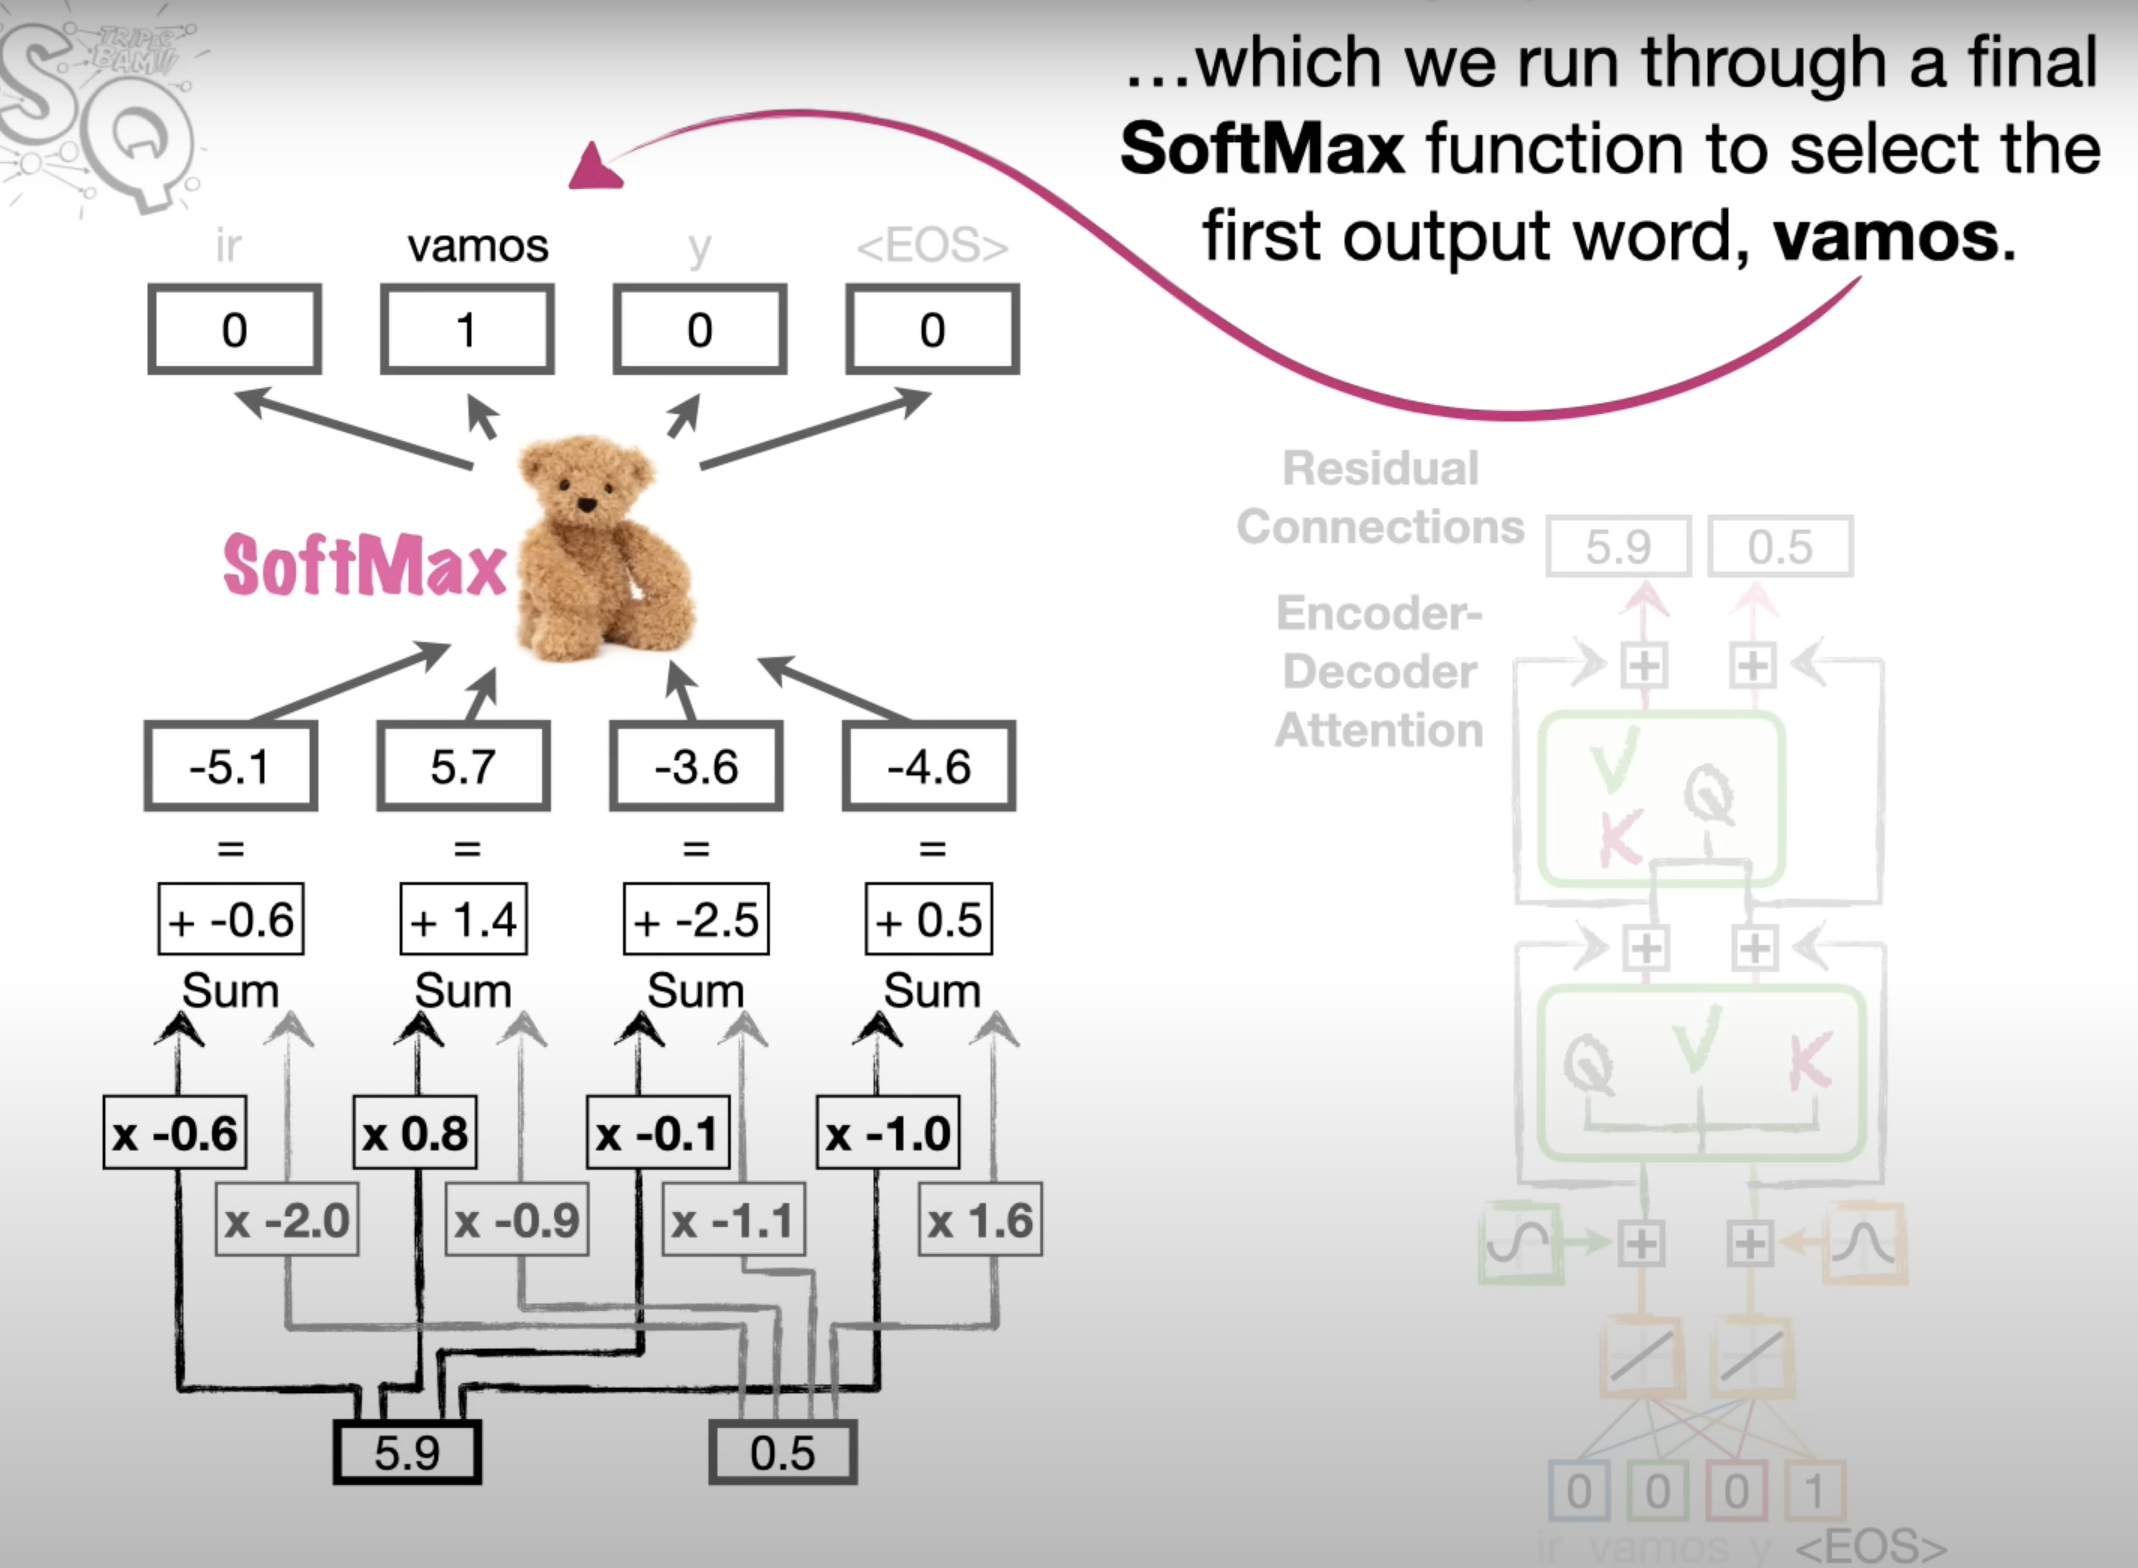 SQ
TRIPLE
BAM!!!
...which we run through a final
SoftMax function to select the
first output word, vamos.
ir vamos y <EOS>
0 1 0 0
SoftMax
-5.1 5.7 -3.6 -4.6
= = = =
+ -0.6 + 1.4 + -2.5 + 0.5
Sum Sum Sum Sum
x -0.6 x 0.8 x -0.1 x -1.0
x -2.0 x -0.9 x -1.1 x 1.6
5.9 0.5
Residual
Connections
5.9 0.5
Encoder-
Decoder
Attention
+ +
V
Q
K
+ +
Q V K
+ +
0 0 0 1
ir vamos y <EOS>